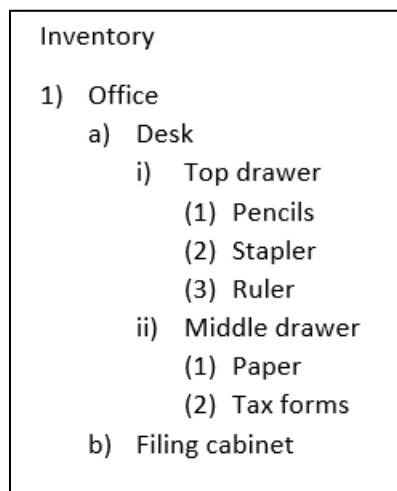 Inventory
1) Office
a) Desk
i) Top drawer
(1) Pencils
(2) Stapler
(3) Ruler
ii) Middle drawer
(1) Paper
(2) Tax forms
b) Filing cabinet